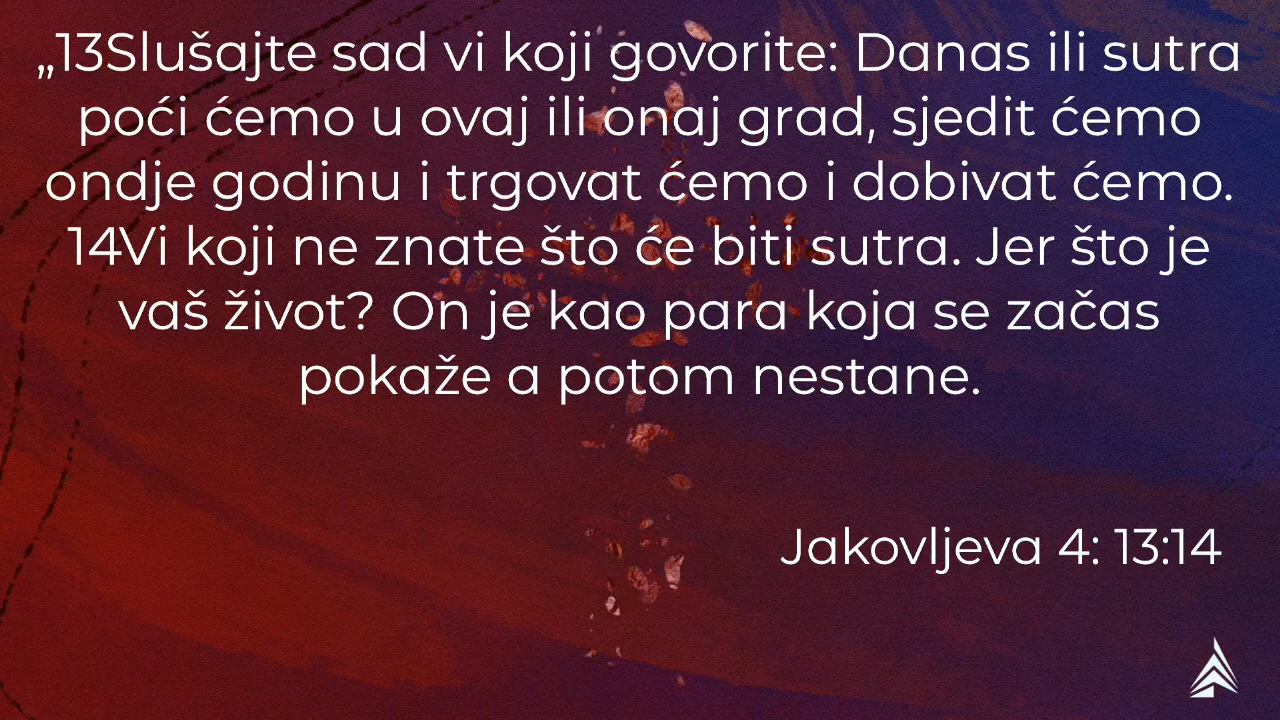 „13Slušajte sad vi koji govorite: Danas ili sutra
poći ćemo u ovaj ili onaj grad, sjedit ćemo
ondje godinu i trgovat ćemo i dobivat ćemo.
14Vi koji ne znate što će biti sutra. Jer što je
vaš život? On je kao para koja se začas
pokaže a potom nestane.
Jakovljeva 4: 13:14